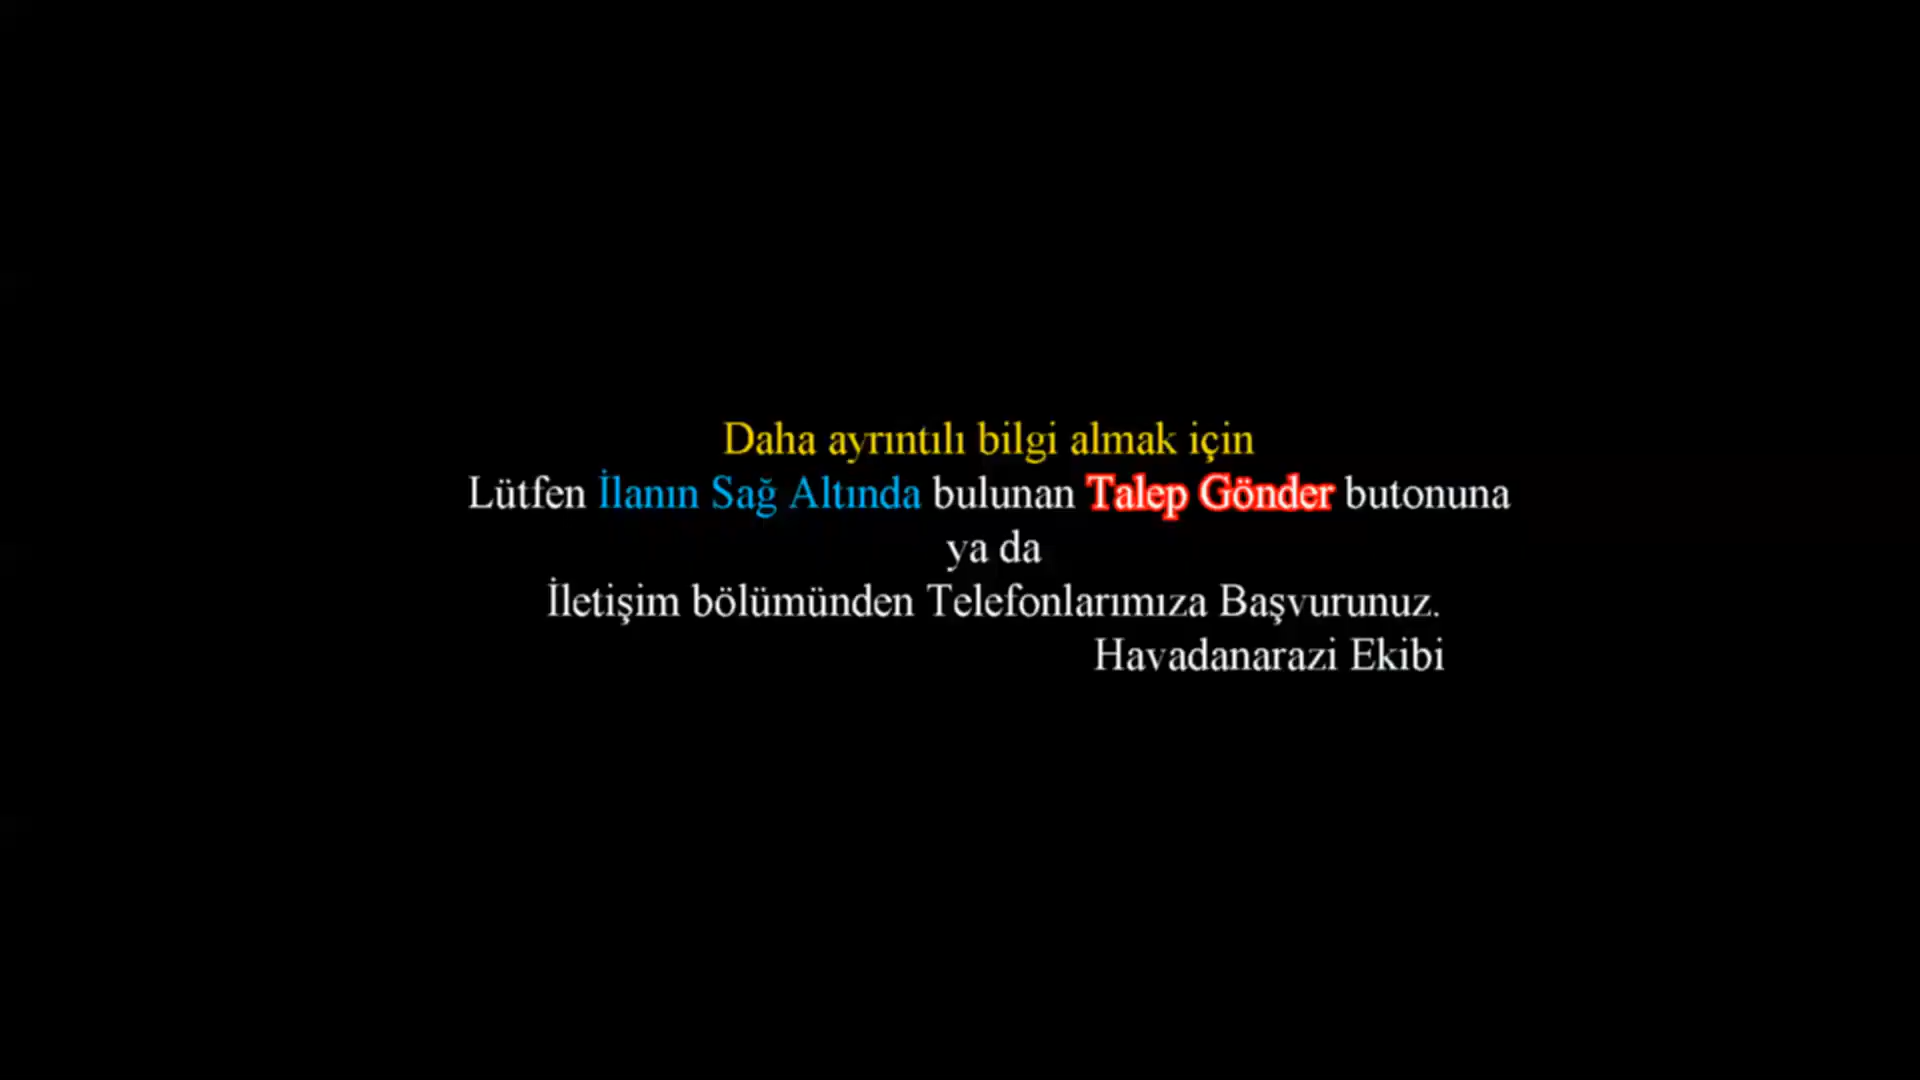 Daha ayrıntılı bilgi almak için
Lütfen İlanın Sağ Altında bulunan Talep Gönder butonuna
ya da
İletişim bölümünden Telefonlarımıza Başvurunuz.
Havadanarazi Ekibi